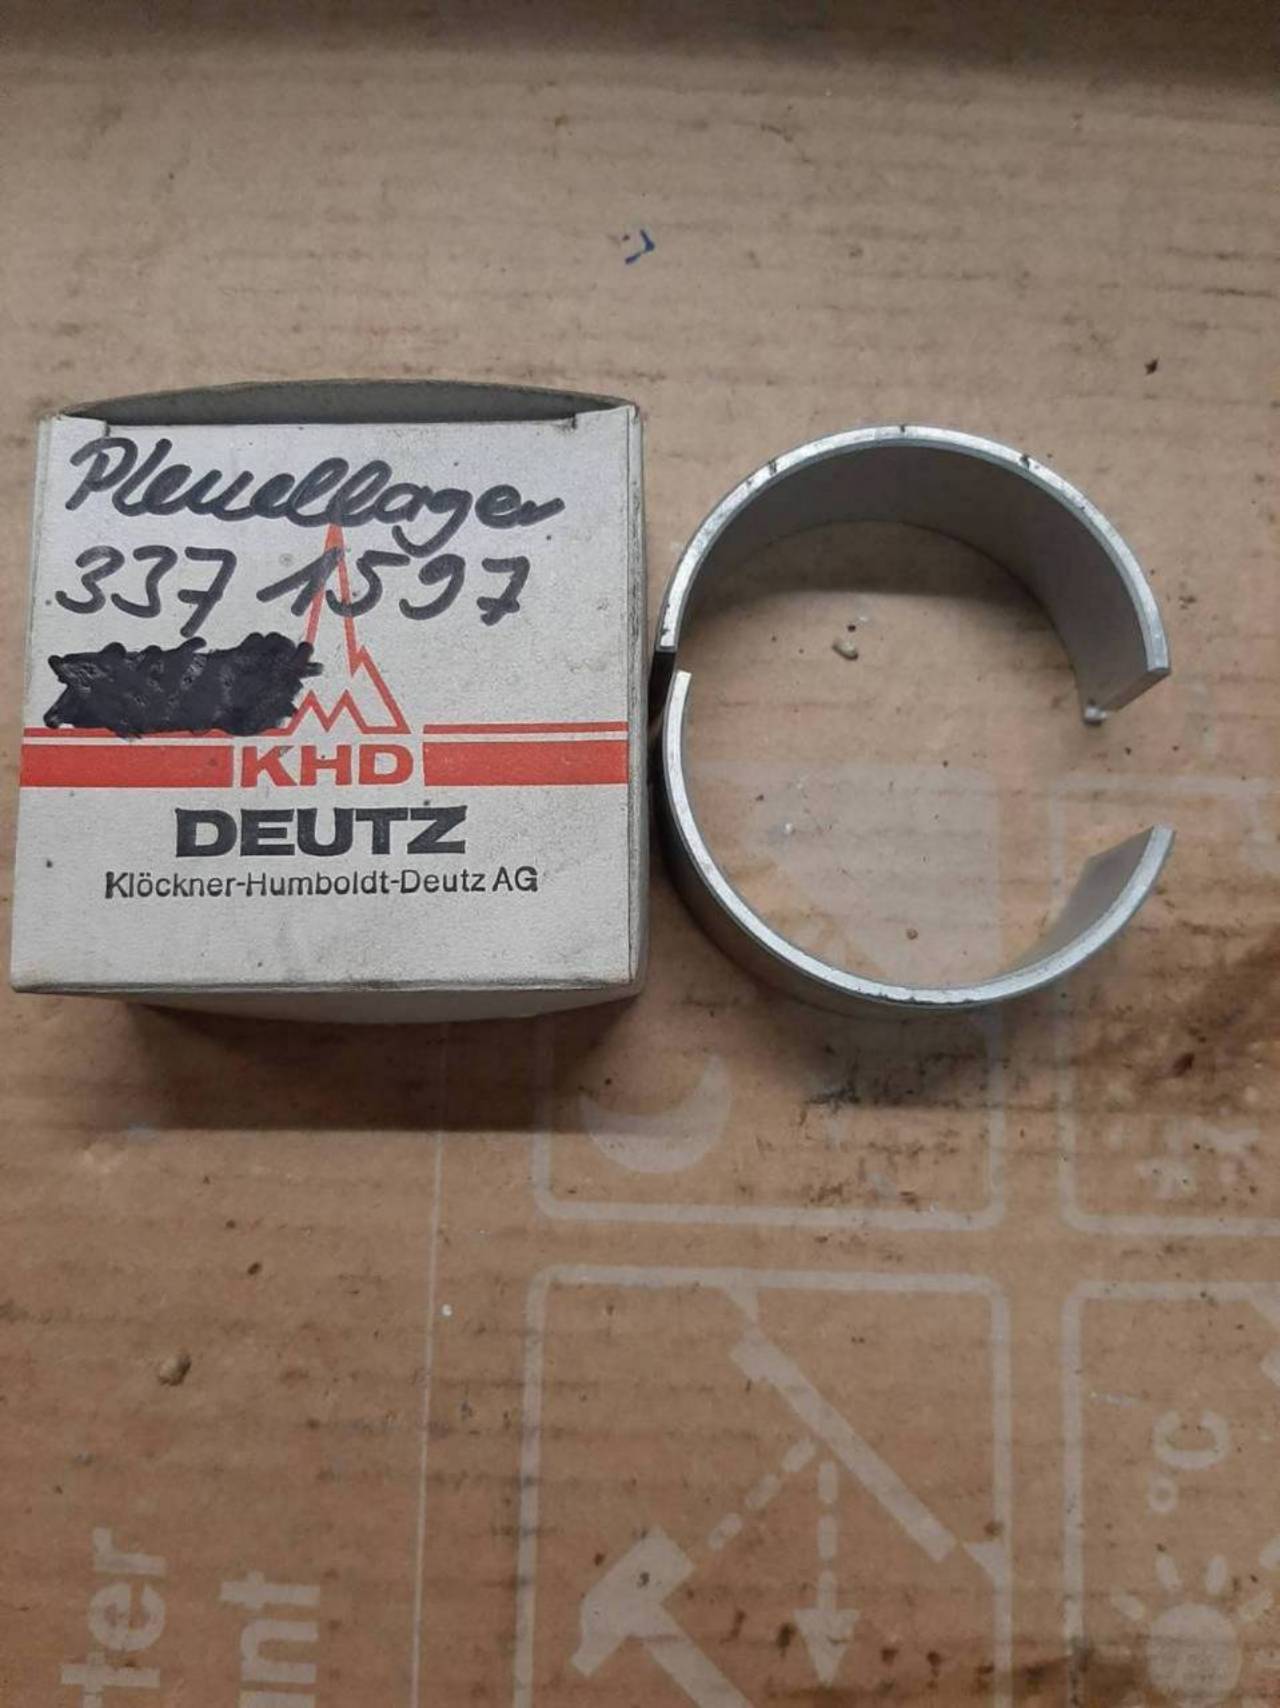 Pleuellager
337 1597
KHD
DEUTZ
Klöckner-Humboldt-Deutz AG
°C